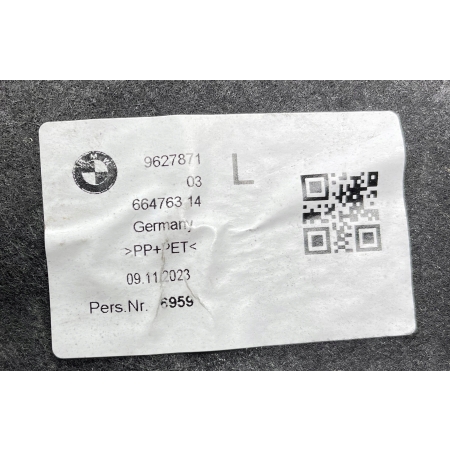 9627871 L
03
664763 14
Germany
>PP+PET<
09.11.2023
Pers.Nr. 6959